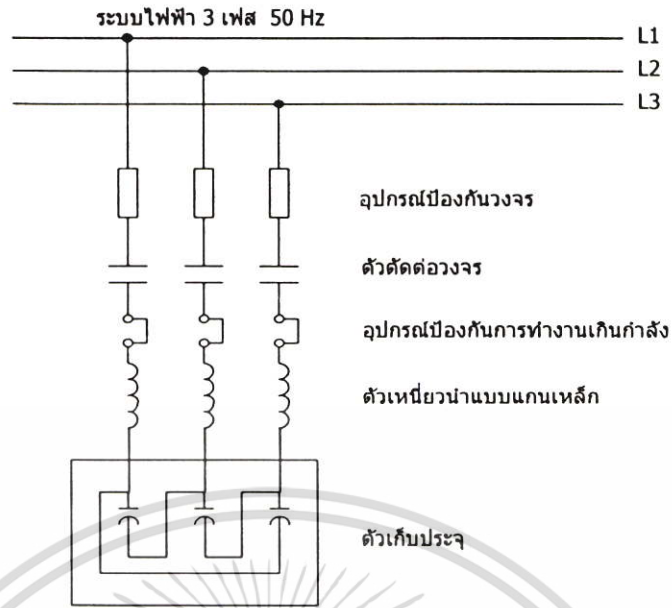 ระบบไฟฟ้า 3 เฟส 50 Hz
L1
L2
L3
อุปกรณ์ป้องกันวงจร
ตัวตัดต่อวงจร
อุปกรณ์ป้องกันการทำงานเกินกำลัง
ตัวเหนี่ยวนำแบบแกนเหล็ก
ตัวเก็บประจุ